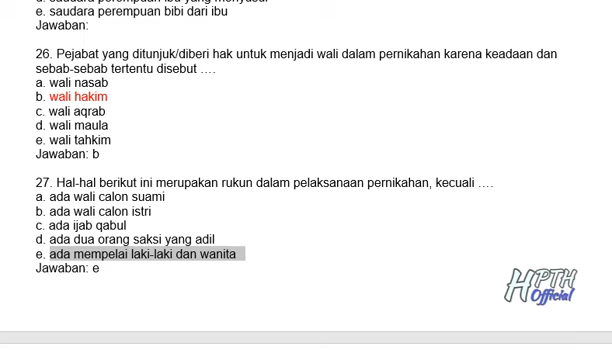 e. saudara perempuan bibi dari ibu
Jawaban:
26. Pejabat yang ditunjuk/diberi hak untuk menjadi wali dalam pernikahan karena keadaan dan
sebab-sebab tertentu disebut ….
a. wali nasab
b. wali hakim
c. wali aqrab
d. wali maula
e. wali tahkim
Jawaban: b
27. Hal-hal berikut ini merupakan rukun dalam pelaksanaan pernikahan, kecuali ….
a. ada wali calon suami
b. ada wali calon istri
c. ada ijab qabul
d. ada dua orang saksi yang adil
e. ada mempelai laki-laki dan wanita
Jawaban: e
HPTH
Official